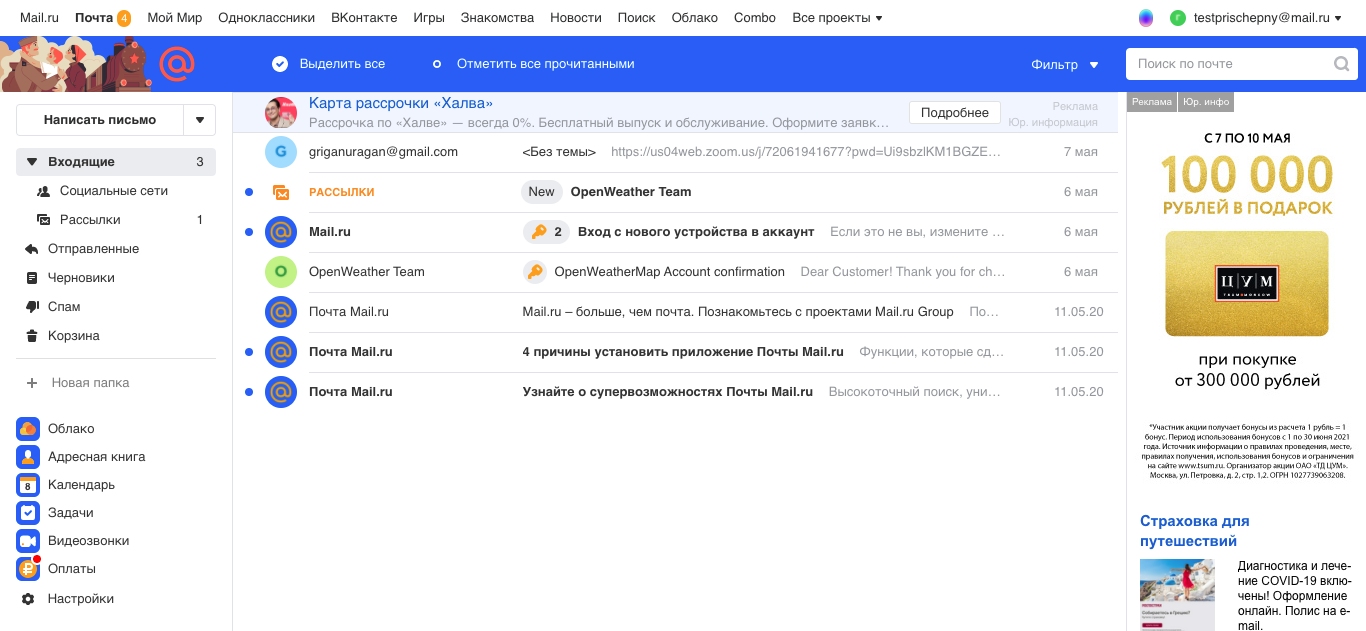 Mail.ru Почта 4 Мой Мир Одноклассники ВКонтакте Игры Знакомства Новости Поиск Облако Combo Все проекты
testprischepny@mail.ru
Выделить все Отметить все прочитанными Фильтр Поиск по почте
Написать письмо
Входящие 3
Социальные сети
Рассылки 1
Отправленные
Черновики
Спам
Корзина
Новая папка
Облако
Адресная книга
8 Календарь
Задачи
Видеозвонки
Оплаты
Настройки
Карта рассрочки «Халва»
Рассрочка по «Халве» — всегда 0%. Бесплатный выпуск и обслуживание. Оформите заявк…
Подробнее
Реклама
Юр. информация
G griganuragan@gmail.com <Без темы> https://us04web.zoom.us/j/72061941677?pwd=Ui9sbzlKM1BGZE… 7 мая
РАССЫЛКИ New OpenWeather Team 6 мая
Mail.ru 2 Вход с нового устройства в аккаунт Если это не вы, измените … 6 мая
O OpenWeather Team OpenWeatherMap Account confirmation Dear Customer! Thank you for ch… 6 мая
Почта Mail.ru Mail.ru – больше, чем почта. Познакомьтесь с проектами Mail.ru Group По… 11.05.20
Почта Mail.ru 4 причины установить приложение Почты Mail.ru Функции, которые сд… 11.05.20
Почта Mail.ru Узнайте о супервозможностях Почты Mail.ru Высокоточный поиск, уни… 11.05.20
Реклама Юр. инфо
С 7 ПО 10 МАЯ
100 000
РУБЛЕЙ В ПОДАРОК
ЦУМ
TSUM MOSCOW
при покупке
от 300 000 рублей
*Участник акции получает бонусы из расчета 1 рубль = 1
бонус. Период использования бонусов с 1 по 30 июня 2021
года. Источник информации о правилах проведения, месте,
правилах получения, использования бонусов и ограничения
на сайте www.tsum.ru. Организатор акции ОАО «ТД ЦУМ».
Москва, ул. Петровка, д. 2, стр. 1,2. ОГРН 1027739063208.
Страховка для
путешествий
Диагностика и лече-
ние COVID-19 вклю-
чены! Оформление
онлайн. Полис на e-
mail.